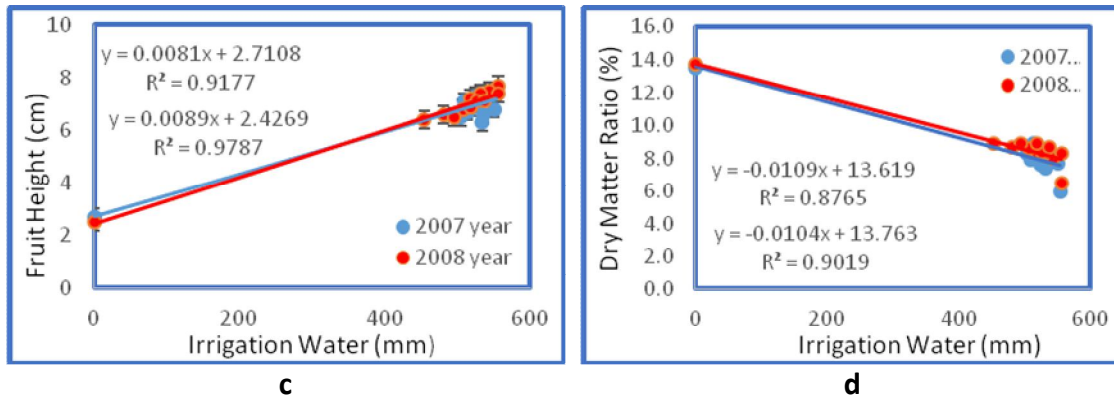 10
8
6
4
2
0
Fruit Height (cm)
y = 0.0081x + 2.7108
R² = 0.9177
y = 0.0089x + 2.4269
R² = 0.9787
2007 year
2008 year
0
200
400
600
Irrigation Water (mm)
c
16.0
14.0
12.0
10.0
8.0
6.0
4.0
2.0
0.0
Dry Matter Ratio (%)
2007...
2008...
y = -0.0109x + 13.619
R² = 0.8765
y = -0.0104x + 13.763
R² = 0.9019
0
200
400
600
Irrigation Water (mm)
d